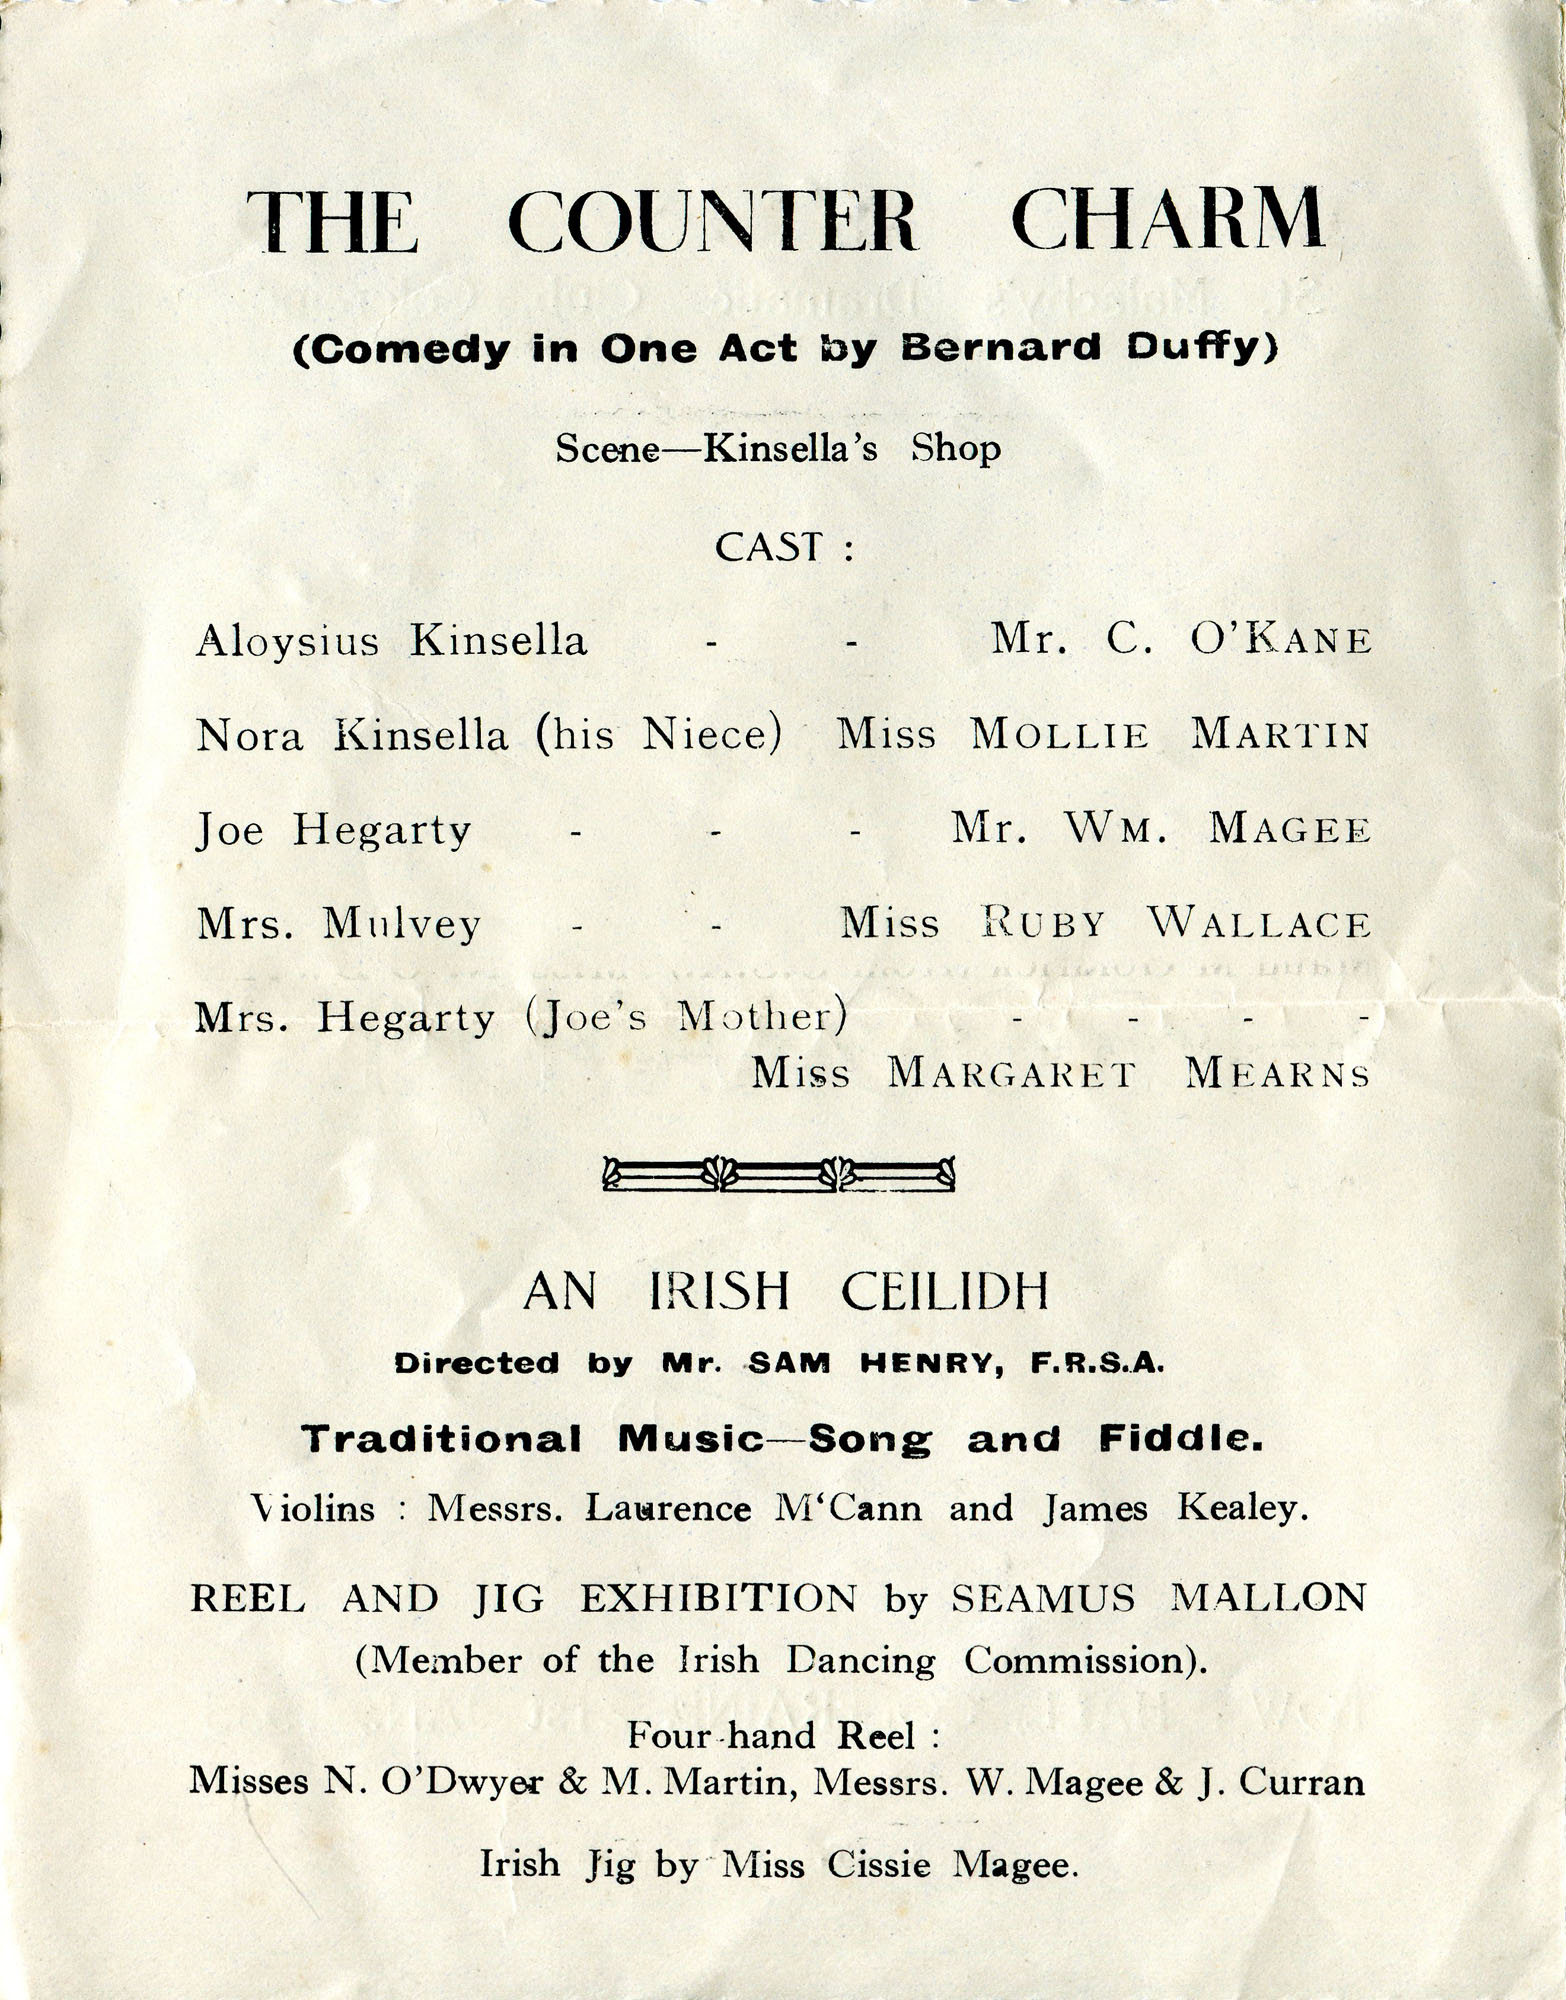 THE COUNTER CHARM
(Comedy in One Act by Bernard Duffy)
Scene—Kinsella's Shop
CAST :
Aloysius Kinsella - - Mr. C. O'KANE
Nora Kinsella (his Niece) Miss MOLLIE MARTIN
Joe Hegarty - - - Mr. WM. MAGEE
Mrs. Mulvey - - Miss RUBY WALLACE
Mrs. Hegarty (Joe's Mother) - - - -
Miss MARGARET MEARNS
AN IRISH CEILIDH
Directed by Mr. SAM HENRY, F.R.S.A.
Traditional Music—Song and Fiddle.
Violins : Messrs. Laurence M‘Cann and James Kealey.
REEL AND JIG EXHIBITION by SEAMUS MALLON
(Member of the Irish Dancing Commission).
Four-hand Reel :
Misses N. O'Dwyer & M. Martin, Messrs. W. Magee & J. Curran
Irish Jig by Miss Cissie Magee.